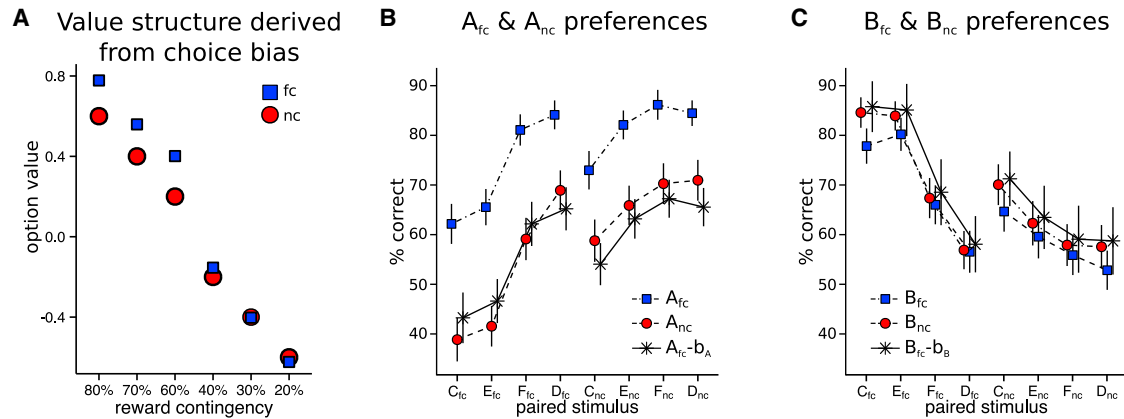 A
Value structure derived
from choice bias
option value
0.8
0.4
0.0
-0.4
fc
nc
80% 70% 60% 40% 30% 20%
reward contingency
B
Afc & Anc preferences
% correct
90
80
70
60
50
40
Afc
Anc
Afc-bA
Cfc Efc Ffc Dfc Cnc Enc Fnc Dnc
paired stimulus
C
Bfc & Bnc preferences
% correct
90
80
70
60
50
40
Bfc
Bnc
Bfc-bB
Cfc Efc Ffc Dfc Cnc Enc Fnc Dnc
paired stimulus